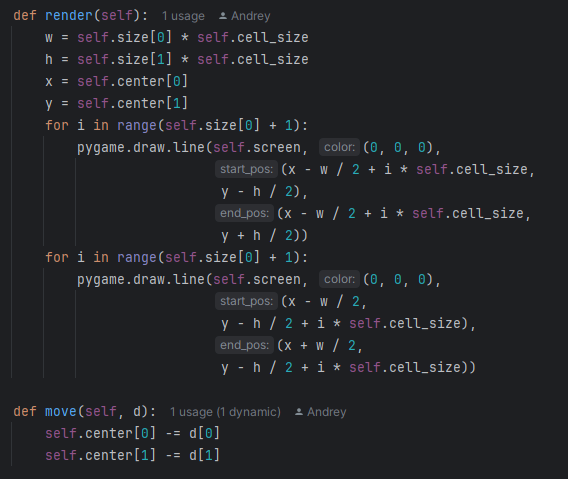 def render(self): 1 usage Andrey
    w = self.size[0] * self.cell_size
    h = self.size[1] * self.cell_size
    x = self.center[0]
    y = self.center[1]
    for i in range(self.size[0] + 1):
        pygame.draw.line(self.screen, color: (0, 0, 0),
                         start_pos: (x - w / 2 + i * self.cell_size,
                          y - h / 2),
                         end_pos: (x - w / 2 + i * self.cell_size,
                          y + h / 2))
    for i in range(self.size[0] + 1):
        pygame.draw.line(self.screen, color: (0, 0, 0),
                         start_pos: (x - w / 2,
                          y - h / 2 + i * self.cell_size),
                         end_pos: (x + w / 2,
                          y - h / 2 + i * self.cell_size))
def move(self, d): 1 usage (1 dynamic) Andrey
    self.center[0] -= d[0]
    self.center[1] -= d[1]